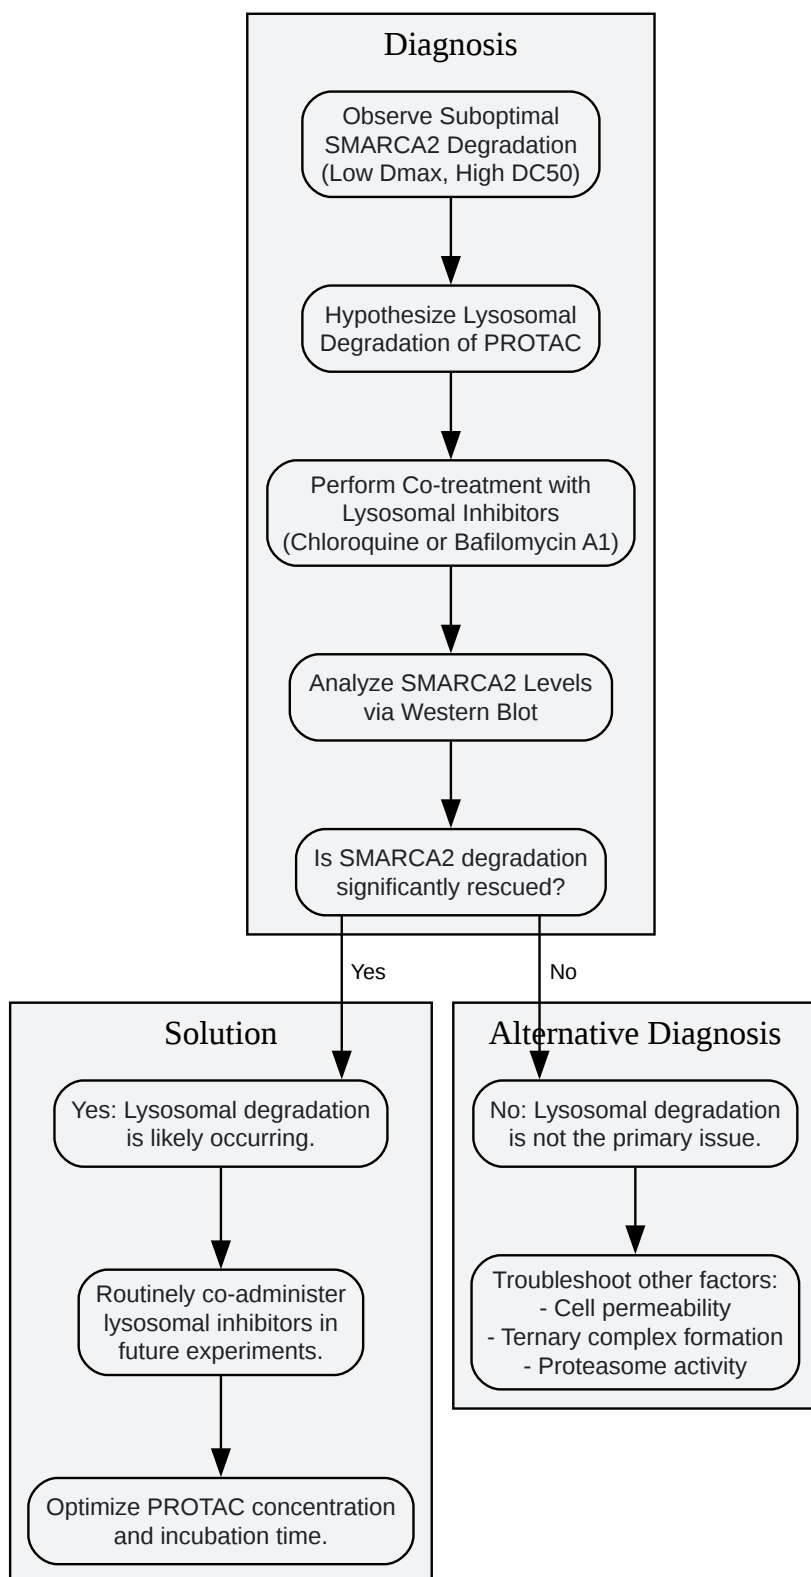 Diagnosis
Observe Suboptimal
SMARCA2 Degradation
(Low Dmax, High DC50)
Hypothesize Lysosomal
Degradation of PROTAC
Perform Co-treatment with
Lysosomal Inhibitors
(Chloroquine or Bafilomycin A1)
Analyze SMARCA2 Levels
via Western Blot
Is SMARCA2 degradation
significantly rescued?
Yes
No
Solution
Yes: Lysosomal degradation
is likely occurring.
Routinely co-administer
lysosomal inhibitors in
future experiments.
Optimize PROTAC concentration
and incubation time.
Alternative Diagnosis
No: Lysosomal degradation
is not the primary issue.
Troubleshoot other factors:
- Cell permeability
- Ternary complex formation
- Proteasome activity